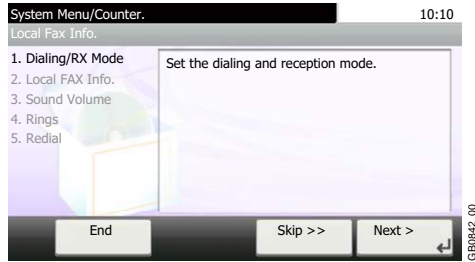 System Menu/Counter.
10:10
Local Fax Info.
1. Dialing/RX Mode
2. Local FAX Info.
3. Sound Volume
4. Rings
5. Redial
Set the dialing and reception mode.
End
Skip >>
Next >
GB0842_00